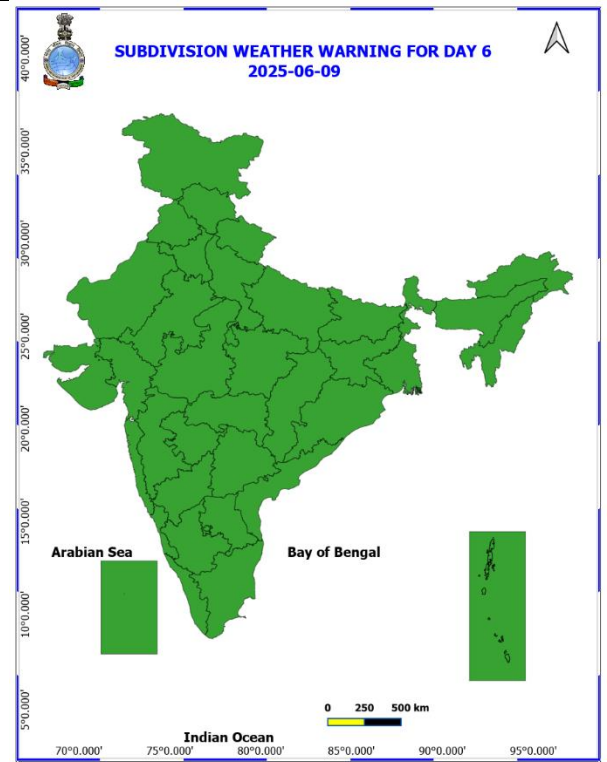 SUBDIVISION WEATHER WARNING FOR DAY 6
2025-06-09
40°0.000'
35°0.000'
30°0.000'
25°0.000'
20°0.000'
15°0.000'
10°0.000'
5°0.000'
Arabian Sea
Bay of Bengal
0 250 500 km
Indian Ocean
70°0.000' 75°0.000' 80°0.000' 85°0.000' 90°0.000' 95°0.000'